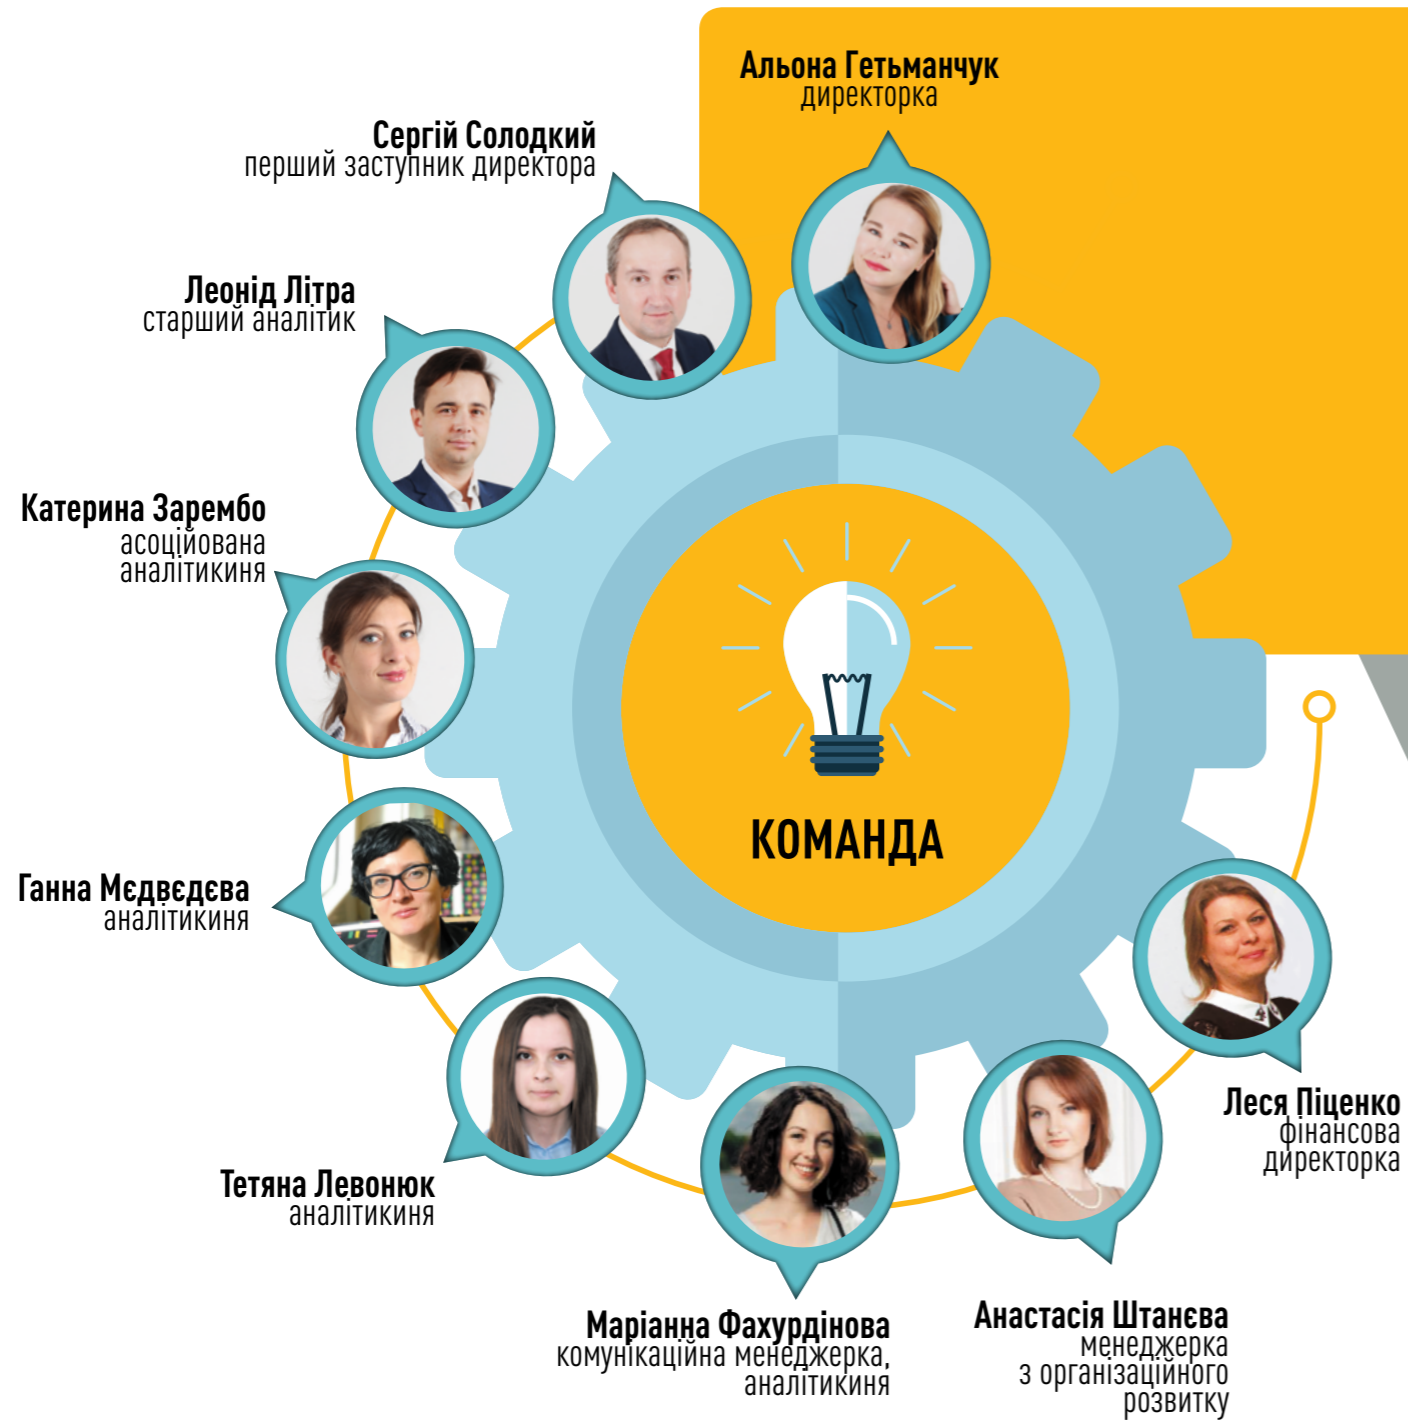 Альона Гетьманчук
директорка
Сергій Солодкий
перший заступник директора
Леонід Літра
старший аналітик
Катерина Зарембо
асоційована
аналітикиня
Ганна Мєдвєдєва
аналітикиня
Тетяна Левонюк
аналітикиня
Маріанна Фахурдінова
комунікаційна менеджерка,
аналітикиня
Анастасія Штанєва
менеджерка
з організаційного
розвитку
Леся Піценко
фінансова
директорка
КОМАНДА